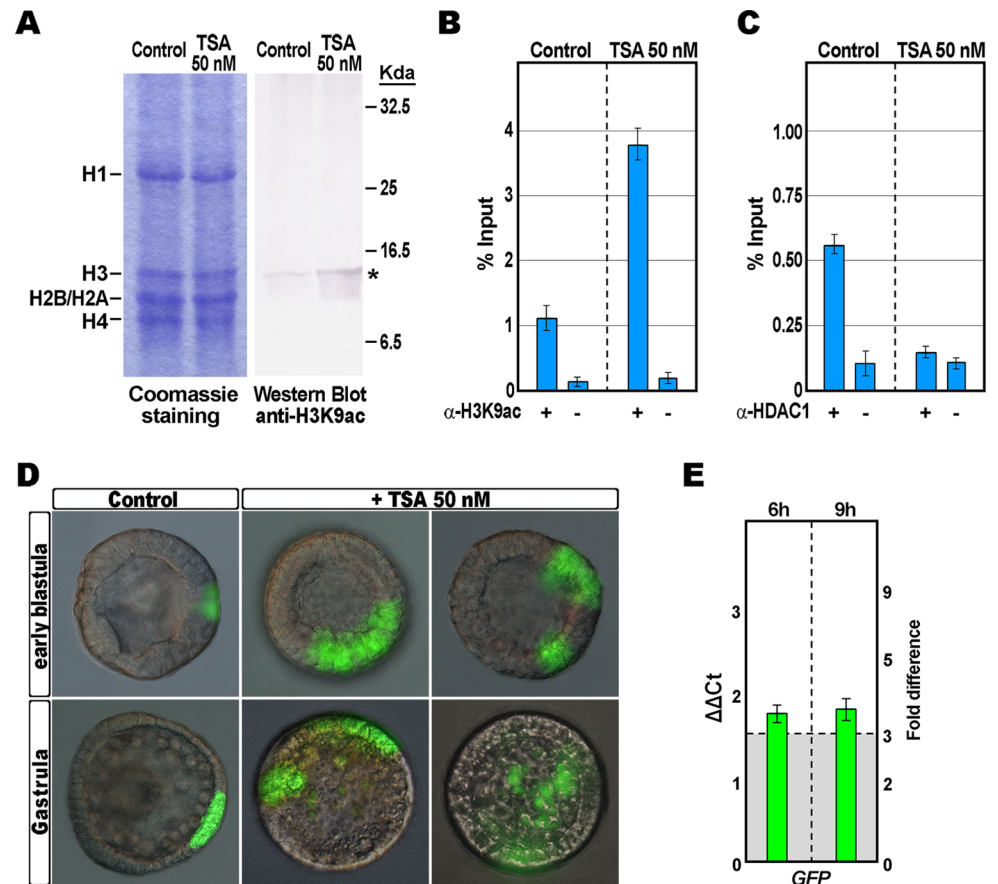 A
Control TSA 50 nM Control TSA 50 nM
Kda
32.5
H1
25
16.5
H3
*
H2B/H2A
H4
6.5
Coomassie staining
Western Blot anti-H3K9ac
B
Control TSA 50 nM
% Input
4
3
2
1
0
α-H3K9ac + - + -
C
Control TSA 50 nM
% Input
1.00
0.75
0.50
0.25
0
α-HDAC1 + - + -
D
Control + TSA 50 nM
early blastula
Gastrula
E
6h 9h
ΔΔCt
3
2
1
0
9
5
3
2
0
Fold difference
GFP